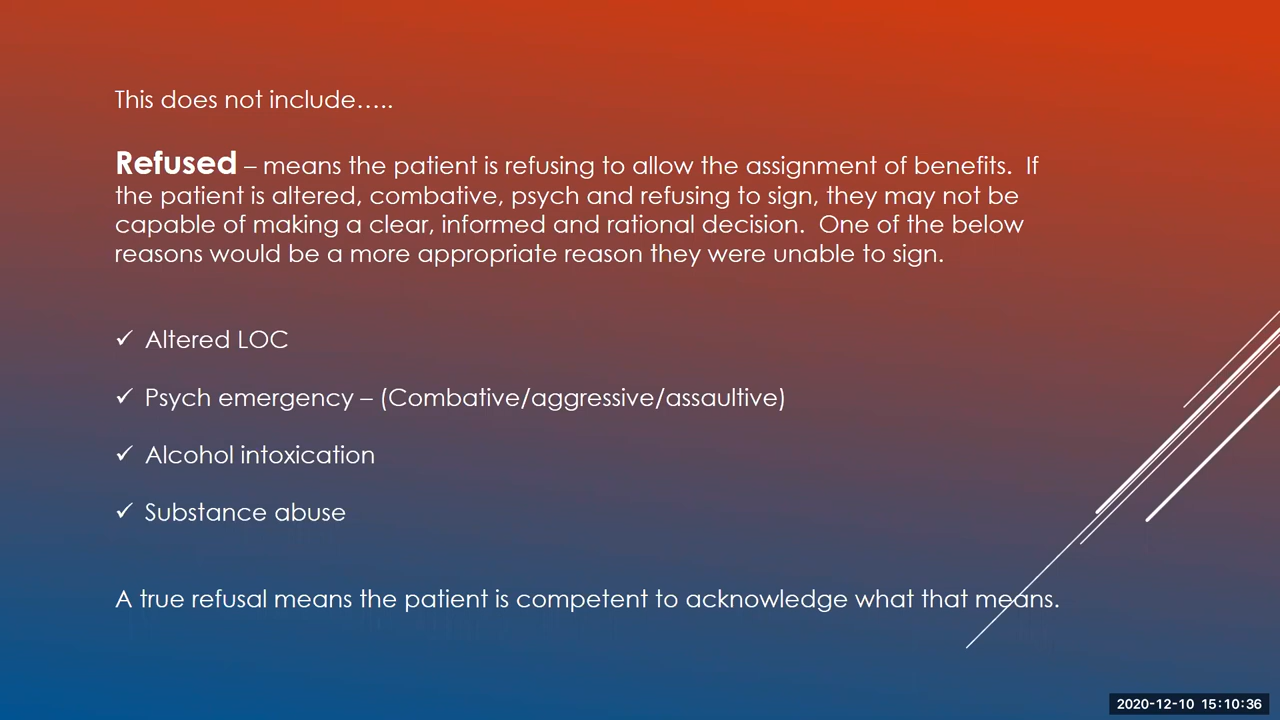 This does not include…..
Refused – means the patient is refusing to allow the assignment of benefits.  If
the patient is altered, combative, psych and refusing to sign, they may not be
capable of making a clear, informed and rational decision.  One of the below
reasons would be a more appropriate reason they were unable to sign.
✓ Altered LOC
✓ Psych emergency – (Combative/aggressive/assaultive)
✓ Alcohol intoxication
✓ Substance abuse
A true refusal means the patient is competent to acknowledge what that means.
2020-12-10 15:10:36